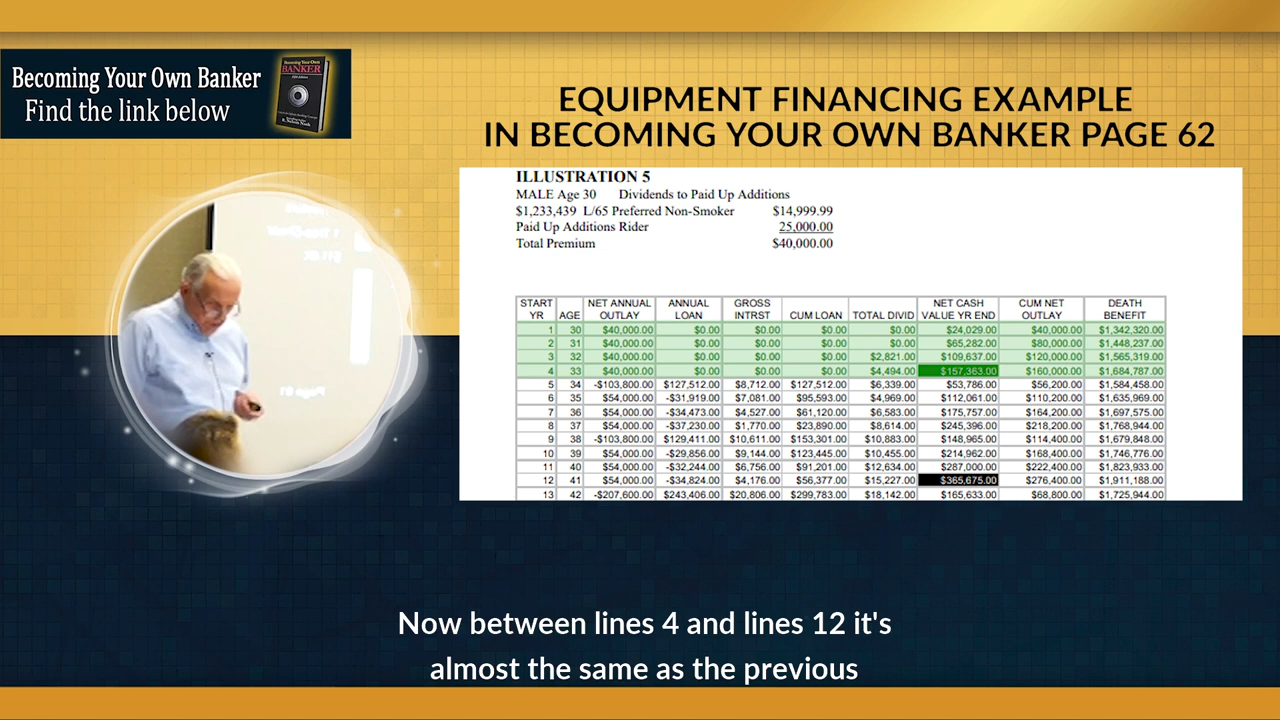 Becoming Your Own Banker
Find the link below
EQUIPMENT FINANCING EXAMPLE
IN BECOMING YOUR OWN BANKER PAGE 62
ILLUSTRATION 5
MALE Age 30 Dividends to Paid Up Additions
$1,233,439 L/65 Preferred Non-Smoker $14,999.99
Paid Up Additions Rider 25,000.00
Total Premium $40,000.00
START NET ANNUAL ANNUAL GROSS NET CASH CUM NET DEATH
YR AGE OUTLAY LOAN INTRST CUM LOAN TOTAL DIVID VALUE YR END OUTLAY BENEFIT
1 30 $40,000.00 $0.00 $0.00 $0.00 $0.00 $24,029.00 $40,000.00 $1,342,320.00
2 31 $40,000.00 $0.00 $0.00 $0.00 $0.00 $65,282.00 $80,000.00 $1,448,237.00
3 32 $40,000.00 $0.00 $0.00 $0.00 $2,821.00 $109,637.00 $120,000.00 $1,565,319.00
4 33 $40,000.00 $0.00 $0.00 $0.00 $4,494.00 $157,363.00 $160,000.00 $1,684,787.00
5 34 -$103,800.00 $127,512.00 $8,712.00 $127,512.00 $6,339.00 $53,786.00 $56,200.00 $1,584,458.00
6 35 $54,000.00 -$31,919.00 $7,081.00 $95,593.00 $4,969.00 $112,061.00 $110,200.00 $1,635,969.00
7 36 $54,000.00 -$34,473.00 $4,527.00 $61,120.00 $6,583.00 $175,757.00 $164,200.00 $1,697,575.00
8 37 $54,000.00 -$37,230.00 $1,770.00 $23,890.00 $8,614.00 $245,396.00 $218,200.00 $1,768,944.00
9 38 -$103,800.00 $129,411.00 $10,611.00 $153,301.00 $10,883.00 $148,965.00 $114,400.00 $1,679,848.00
10 39 $54,000.00 -$29,856.00 $9,144.00 $123,445.00 $10,455.00 $214,962.00 $168,400.00 $1,746,776.00
11 40 $54,000.00 -$32,244.00 $6,756.00 $91,201.00 $12,634.00 $287,000.00 $222,400.00 $1,823,933.00
12 41 $54,000.00 -$34,824.00 $4,176.00 $56,377.00 $15,227.00 $365,675.00 $276,400.00 $1,911,188.00
13 42 -$207,600.00 $243,406.00 $20,806.00 $299,783.00 $18,142.00 $165,633.00 $68,800.00 $1,725,944.00
Now between lines 4 and lines 12 it's
almost the same as the previous